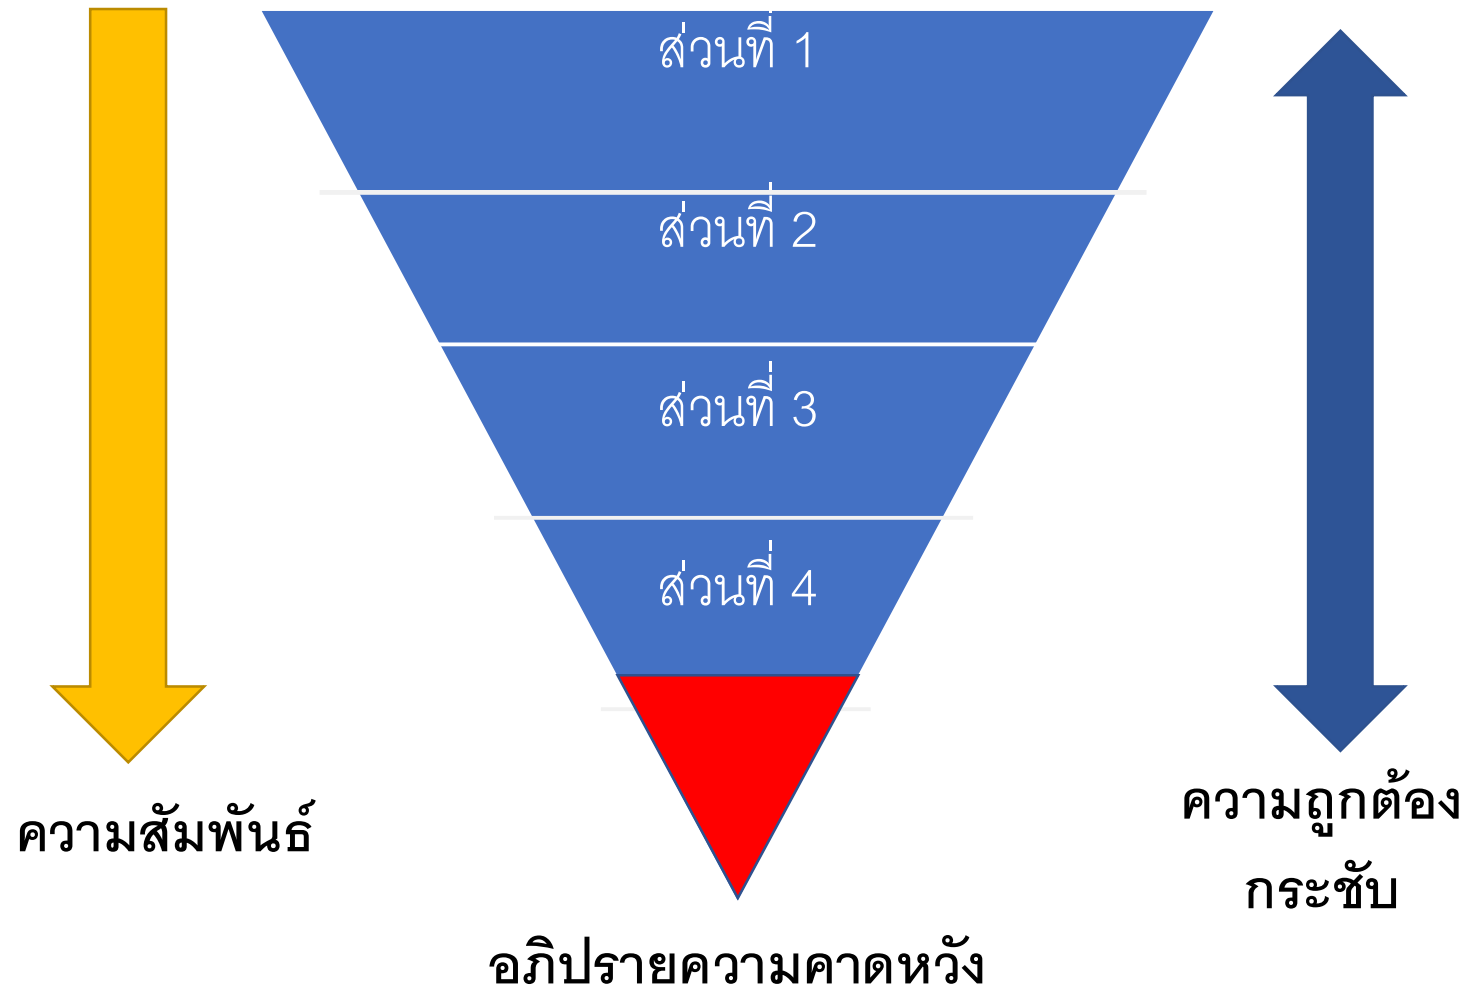 ส่วนที่ 1
ส่วนที่ 2
ส่วนที่ 3
ส่วนที่ 4
ความสัมพันธ์
ความถูกต้อง
กระชับ
อภิปรายความคาดหวัง